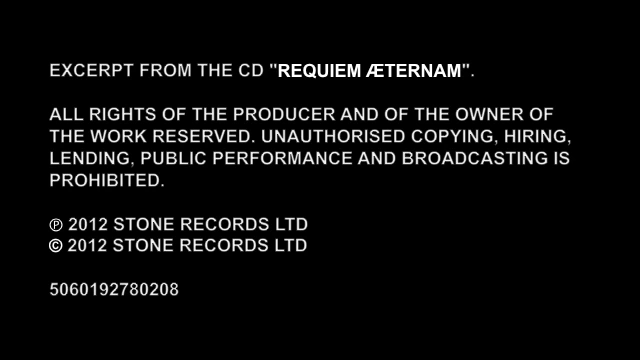 EXCERPT FROM THE CD "REQUIEM ÆTERNAM".
ALL RIGHTS OF THE PRODUCER AND OF THE OWNER OF
THE WORK RESERVED. UNAUTHORISED COPYING, HIRING,
LENDING, PUBLIC PERFORMANCE AND BROADCASTING IS
PROHIBITED.
℗ 2012 STONE RECORDS LTD
© 2012 STONE RECORDS LTD
5060192780208